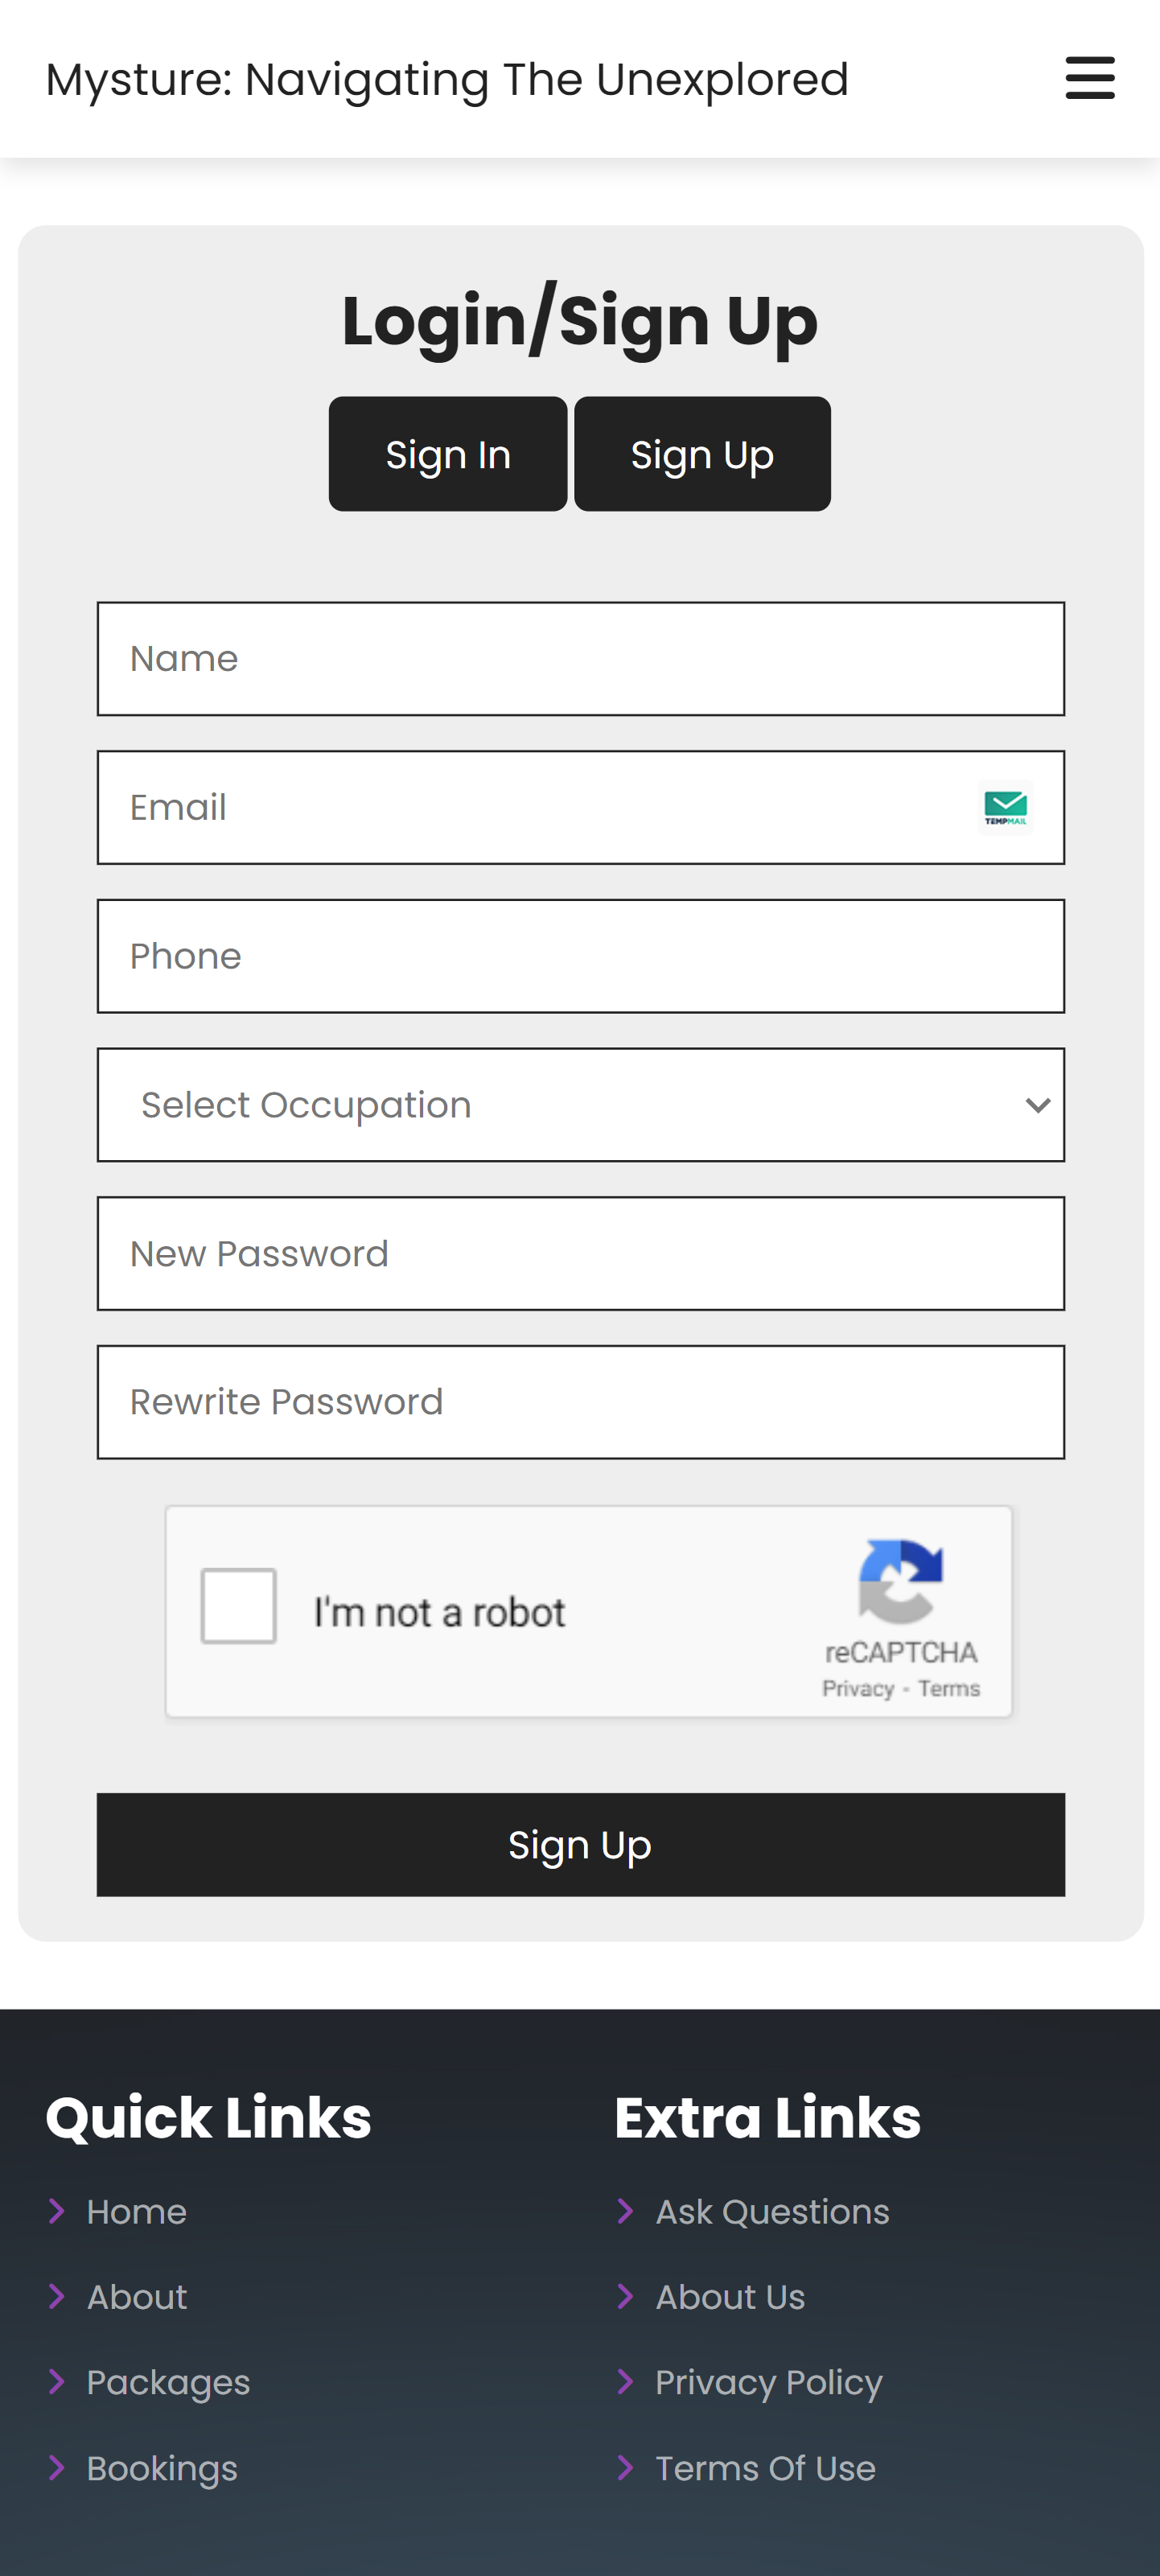 Mysture: Navigating The Unexplored
Login/Sign Up
Sign In
Sign Up
Name
Email
TEMPMAIL
Phone
Select Occupation
New Password
Rewrite Password
I'm not a robot
reCAPTCHA
Privacy - Terms
Sign Up
Quick Links
Home
About
Packages
Bookings
Extra Links
Ask Questions
About Us
Privacy Policy
Terms Of Use